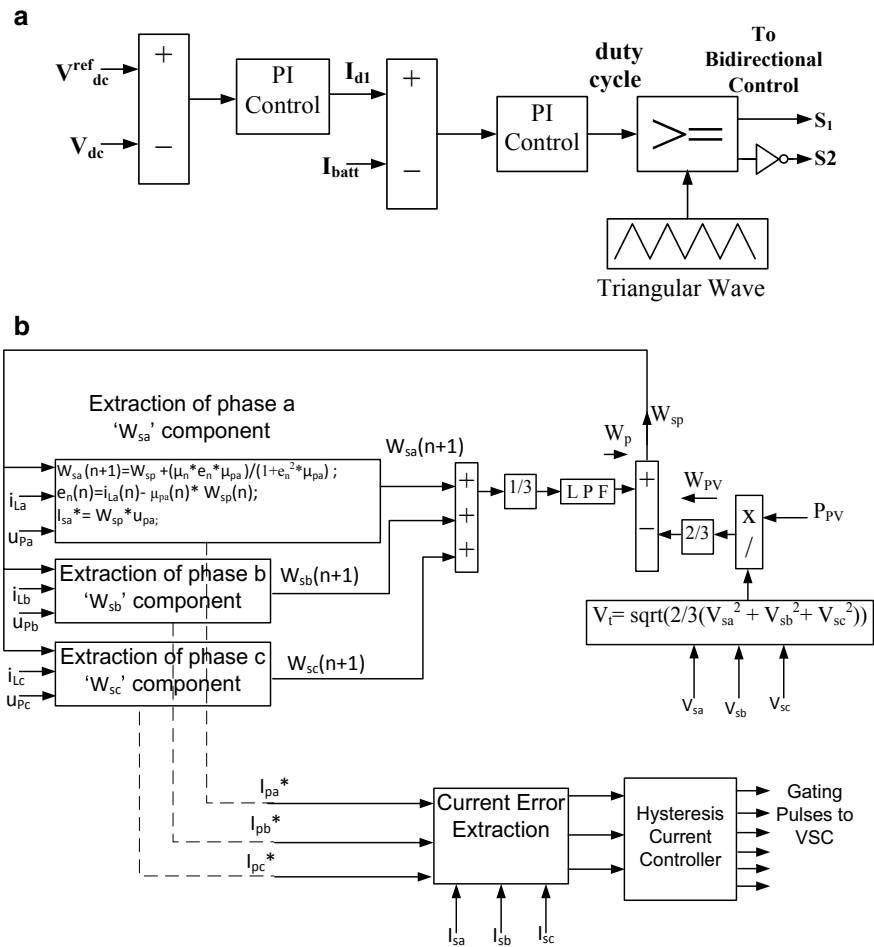 a
V^ref_dc
+
V_dc
−
PI
Control
I_d1
+
I_batt
−
PI
Control
duty
cycle
>=
To
Bidirectional
Control
S_1
S2
Triangular Wave
b
Extraction of phase a
'W_sa' component
W_sa(n+1)=W_sp+(μ_n*e_n*μ_pa)/(1+e_n^2*μ_pa) ;
e_n(n)=i_La(n)- μ_pa(n)* W_sp(n);
I_sa*= W_sp*u_pa;
i_La
u_Pa
W_sa(n+1)
Extraction of phase b
'W_sb' component
i_Lb
u_Pb
W_sb(n+1)
Extraction of phase c
'W_sc' component
i_Lc
u_Pc
W_sc(n+1)
+
+
+
1/3
L P F
W_p
W_sp
+
−
W_PV
2/3
X
/
P_PV
V_t= sqrt(2/3(V_sa^2 + V_sb^2+ V_sc^2))
V_sa
V_sb
V_sc
I_pa*
I_pb*
I_pc*
Current Error
Extraction
I_sa
I_sb
I_sc
Hysteresis
Current
Controller
Gating
Pulses to
VSC